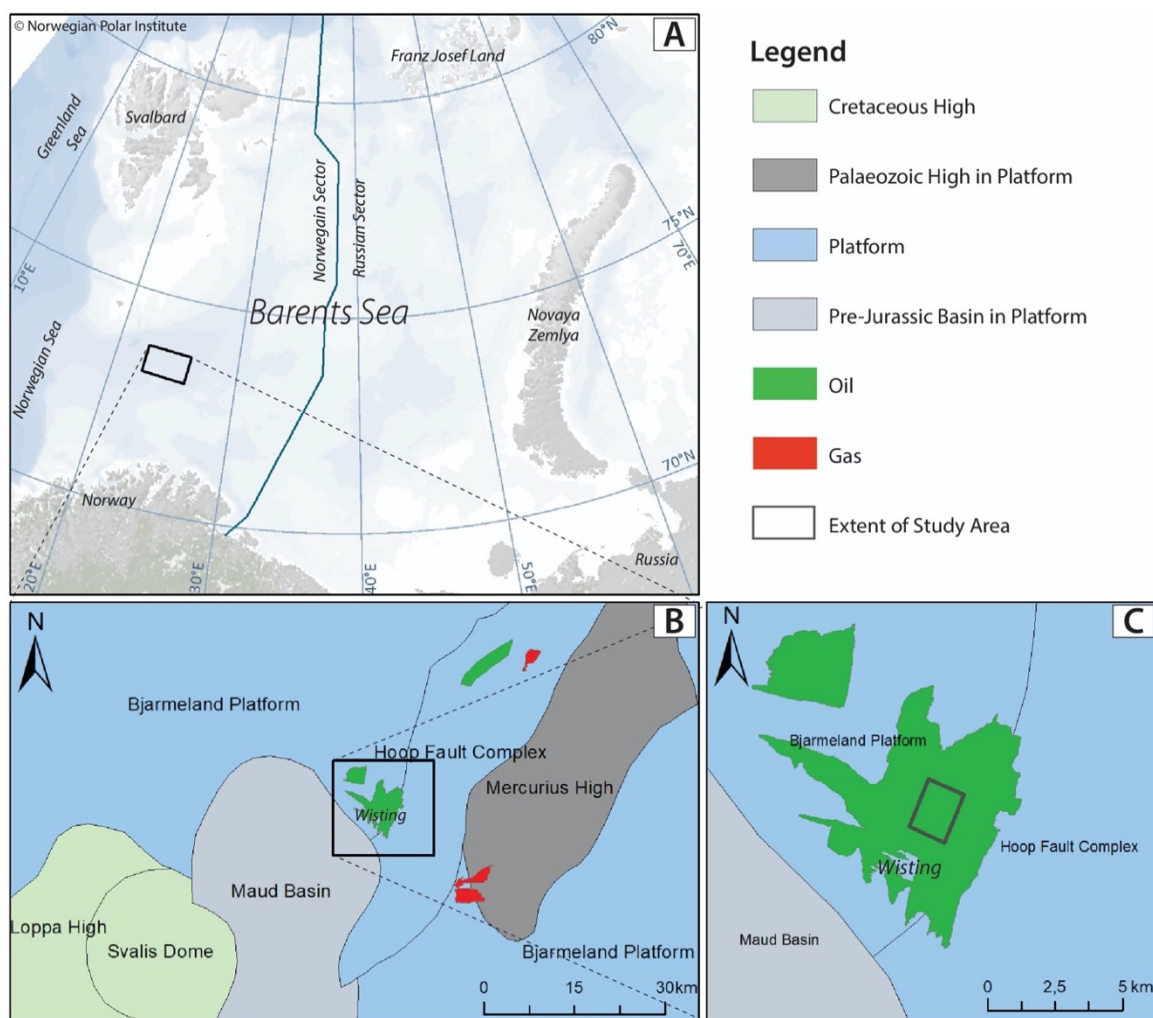 © Norwegian Polar Institute
A
80°N
Franz Josef Land
Greenland
Sea
Svalbard
Norwegain Sector
Russian Sector
75°N
70°E
10°E
Barents Sea
Novaya
Zemlya
Norwegian Sea
70°N
Norway
20°E
30°E
40°E
50°E
Russia
Legend
Cretaceous High
Palaeozoic High in Platform
Platform
Pre-Jurassic Basin in Platform
Oil
Gas
Extent of Study Area
N
B
Bjarmeland Platform
Hoop Fault Complex
Mercurius High
Wisting
Maud Basin
Loppa High
Svalis Dome
Bjarmeland Platform
0 15 30 km
N
C
Bjarmeland Platform
Hoop Fault Complex
Wisting
Maud Basin
0 2,5 5 km